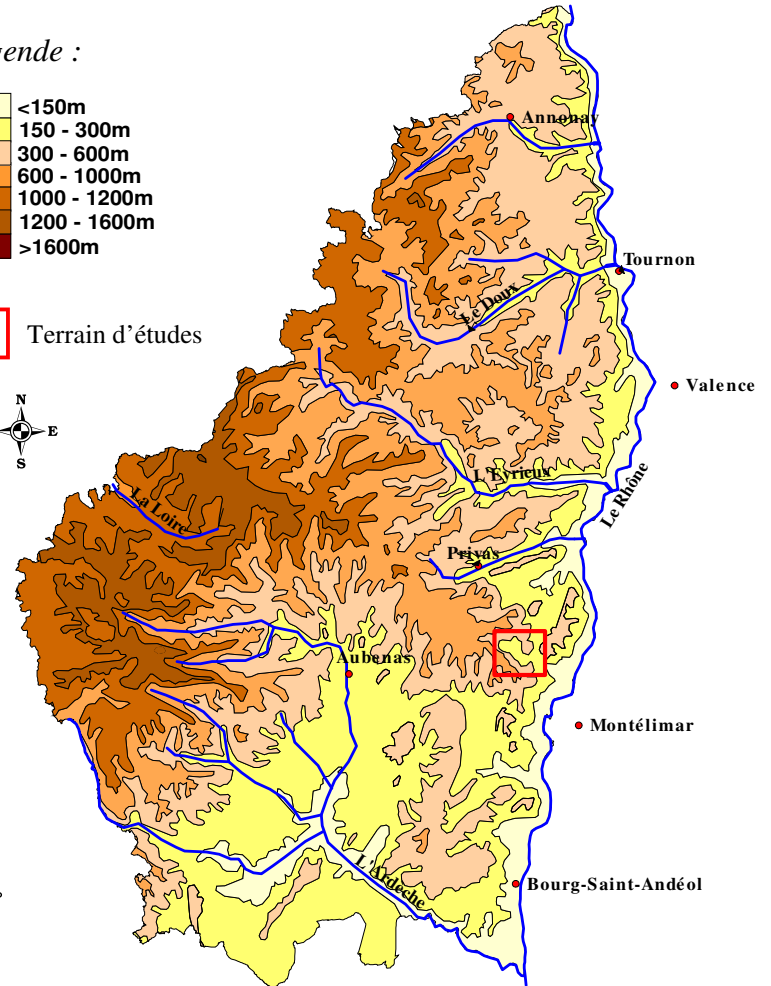 gende :
<150m
150 - 300m
300 - 600m
600 - 1000m
1000 - 1200m
1200 - 1600m
>1600m
Terrain d'études
N
E
S
Annonay
Tournon
Le Doux
Valence
L'Eyrieux
Le Rhône
La Loire
Privas
Aubenas
Montélimar
L'Ardèche
Bourg-Saint-Andéol